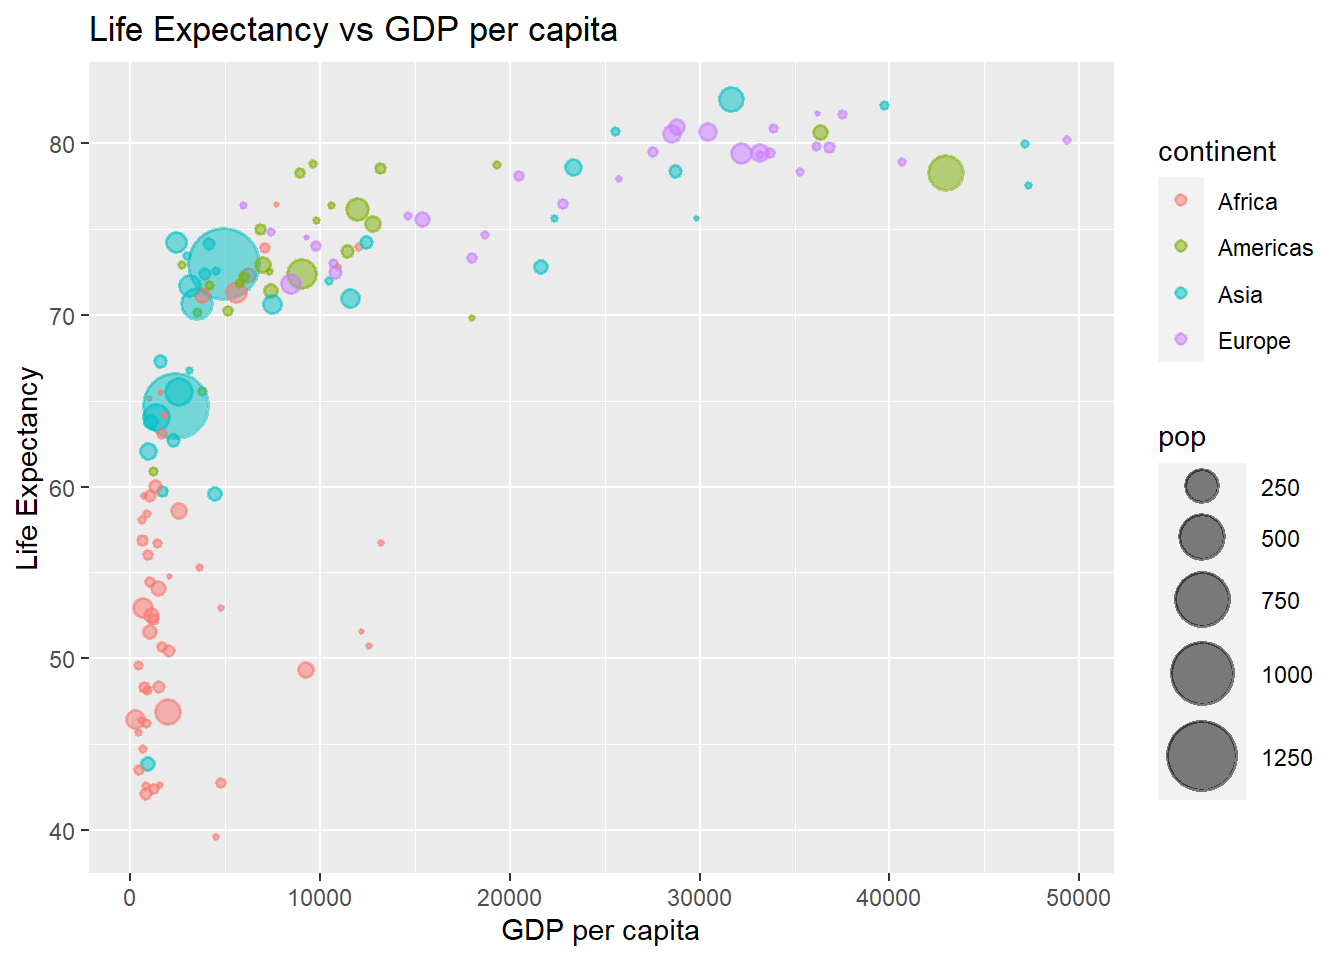 Life Expectancy vs GDP per capita
Life Expectancy
80
70
60
50
40
0 10000 20000 30000 40000 50000
GDP per capita
continent
Africa
Americas
Asia
Europe
pop
250
500
750
1000
1250